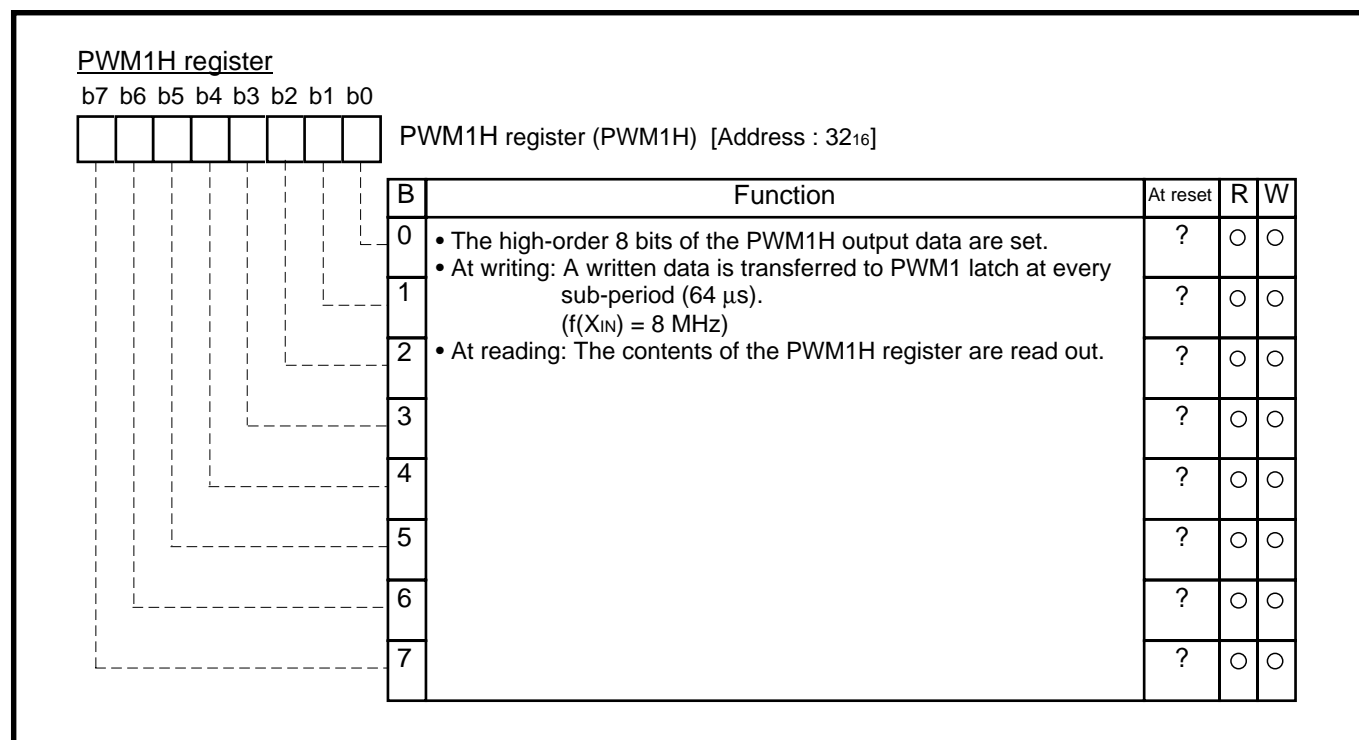 PWM1H register
b7 b6 b5 b4 b3 b2 b1 b0
PWM1H register (PWM1H) [Address : 3216]
B Function At reset R W
0 • The high-order 8 bits of the PWM1H output data are set. ? ○ ○
• At writing: A written data is transferred to PWM1 latch at every
1 sub-period (64 μs). ? ○ ○
(f(XIN) = 8 MHz)
2 • At reading: The contents of the PWM1H register are read out. ? ○ ○
3 ? ○ ○
4 ? ○ ○
5 ? ○ ○
6 ? ○ ○
7 ? ○ ○